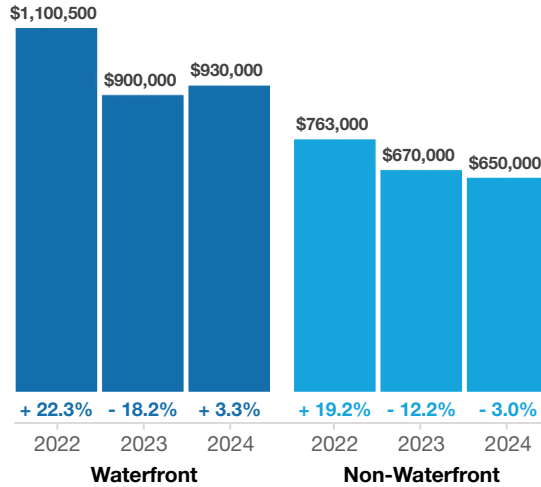 $1,100,500
$900,000
$930,000
$763,000
$670,000
$650,000
+ 22.3% - 18.2% + 3.3% + 19.2% - 12.2% - 3.0%
2022 2023 2024 2022 2023 2024
Waterfront Non-Waterfront